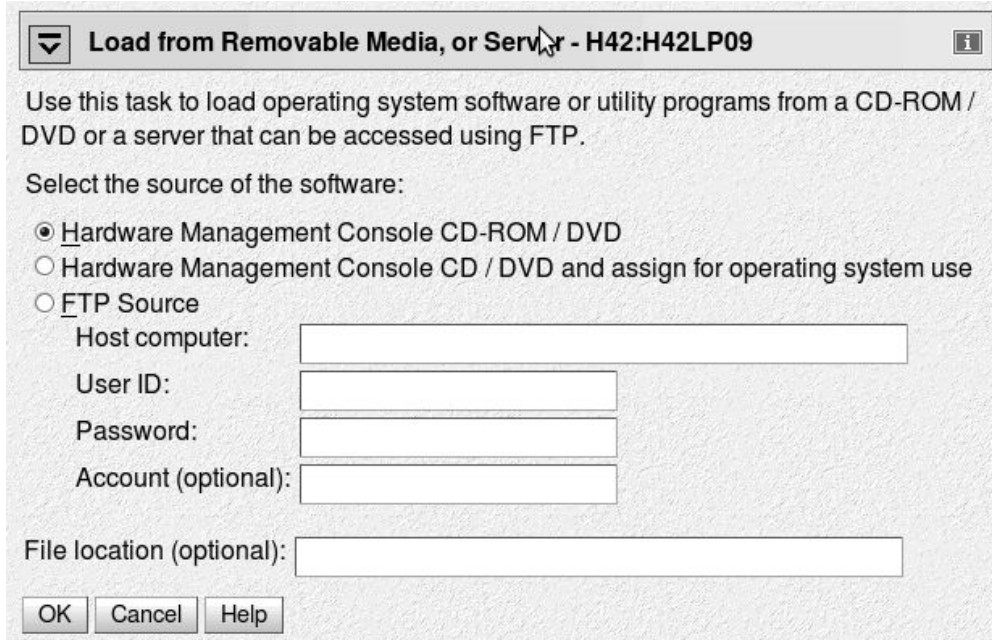 Load from Removable Media, or Server - H42:H42LP09
Use this task to load operating system software or utility programs from a CD-ROM /
DVD or a server that can be accessed using FTP.
Select the source of the software:
Hardware Management Console CD-ROM / DVD
Hardware Management Console CD / DVD and assign for operating system use
FTP Source
Host computer:
User ID:
Password:
Account (optional):
File location (optional):
OK Cancel Help